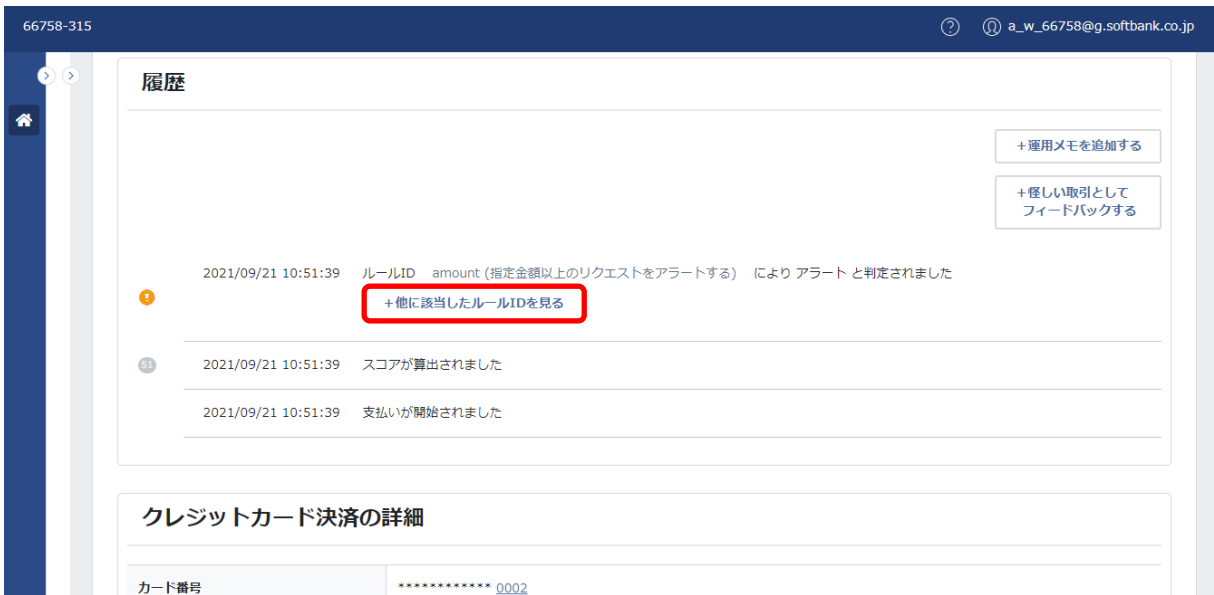 66758-315
a_w_66758@g.softbank.co.jp
履歴
+運用メモを追加する
+怪しい取引として
フィードバックする
2021/09/21 10:51:39 ルールID amount (指定金額以上のリクエストをアラートする) により アラート と判定されました
+他に該当したルールIDを見る
51 2021/09/21 10:51:39 スコアが算出されました
2021/09/21 10:51:39 支払いが開始されました
クレジットカード決済の詳細
カード番号 ************ 0002